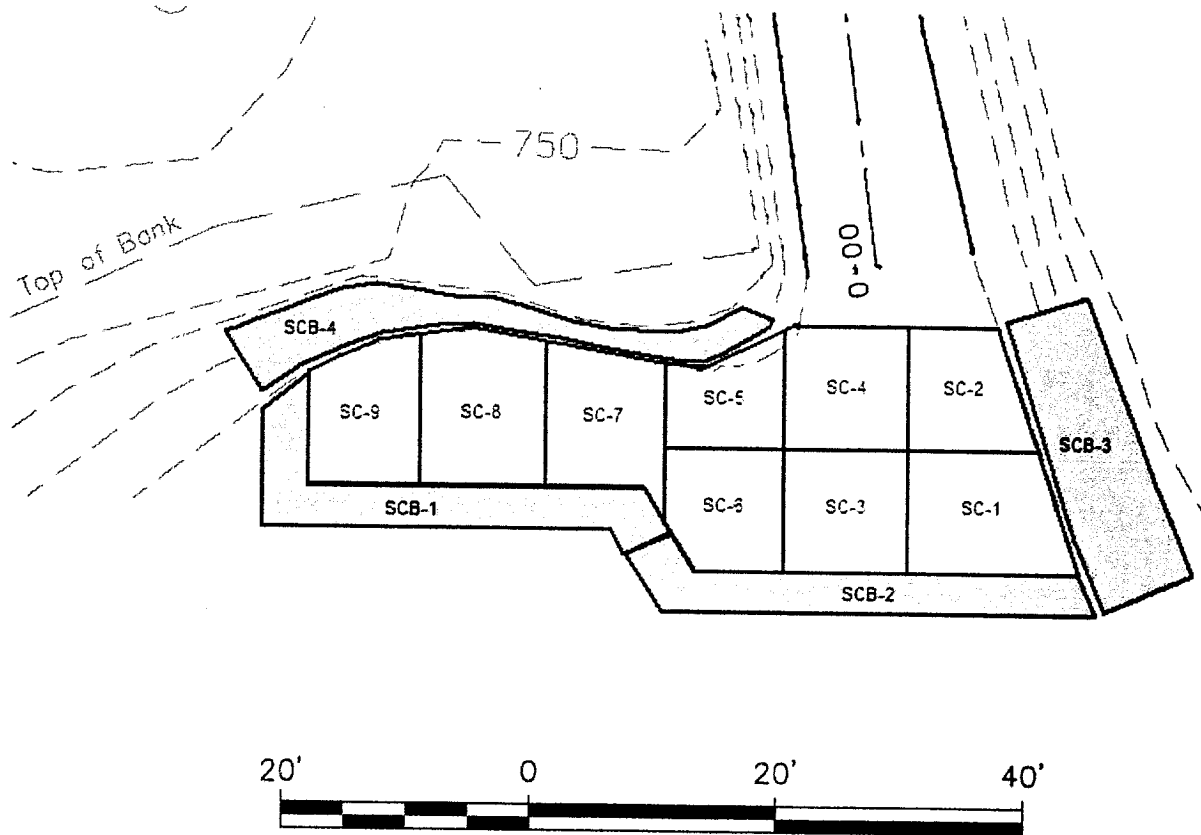 750
Top of Bank
0+00
SCB-4
SC-9
SC-8
SC-7
SC-5
SC-4
SC-2
SCB-3
SCB-1
SC-6
SC-3
SC-1
SCB-2
20' 0 20' 40'